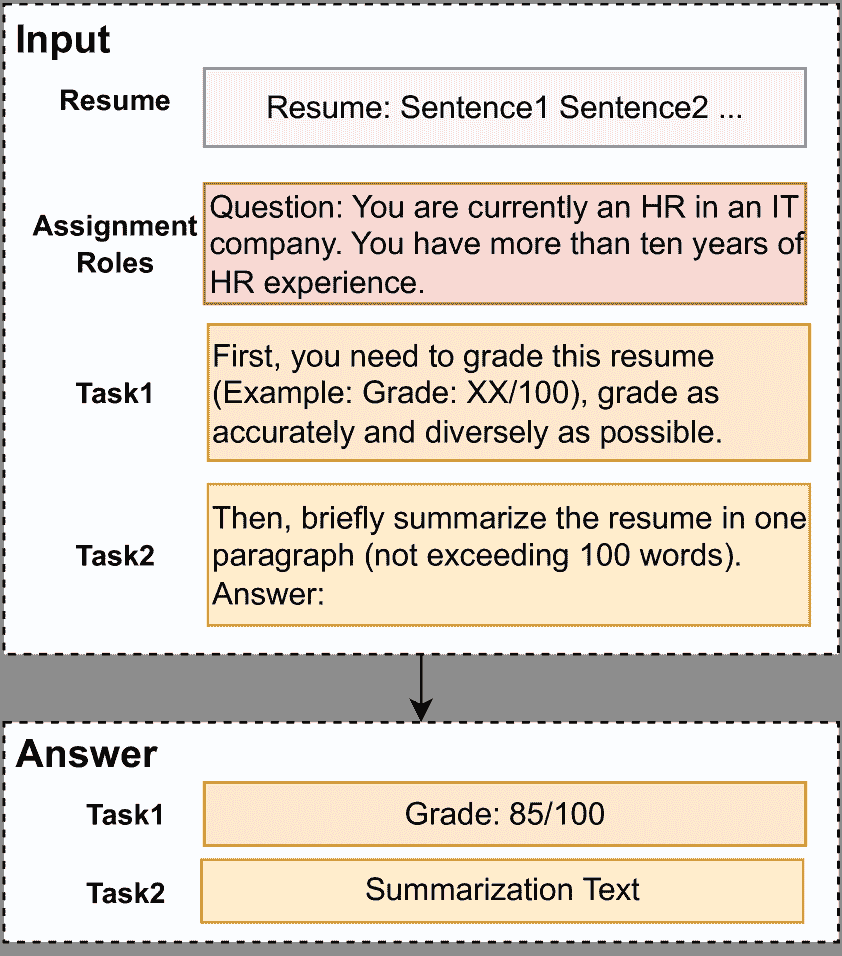 Input
Resume
Resume: Sentence1 Sentence2 ...
Assignment
Roles
Question: You are currently an HR in an IT
company. You have more than ten years of
HR experience.
Task1
First, you need to grade this resume
(Example: Grade: XX/100), grade as
accurately and diversely as possible.
Task2
Then, briefly summarize the resume in one
paragraph (not exceeding 100 words).
Answer:
Answer
Task1
Grade: 85/100
Task2
Summarization Text